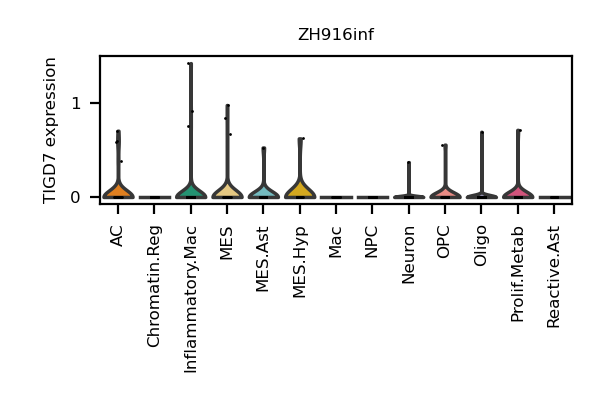 ZH916inf
TIGD7 expression
1
0
AC
Chromatin.Reg
Inflammatory.Mac
MES
MES.Ast
MES.Hyp
Mac
NPC
Neuron
OPC
Oligo
Prolif.Metab
Reactive.Ast